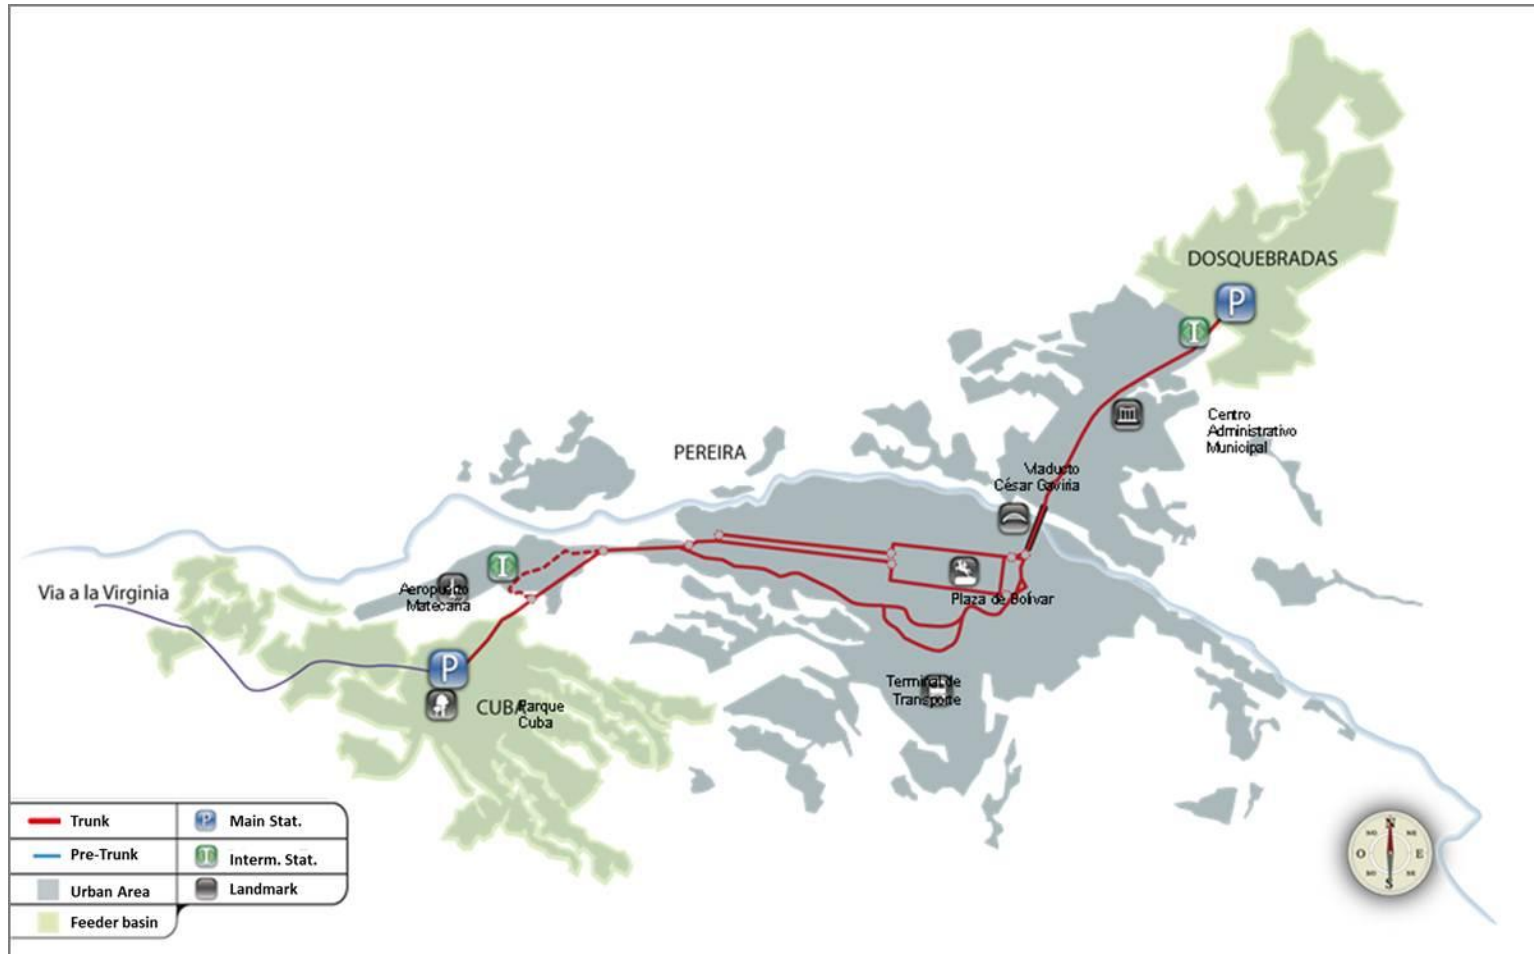 DOSQUEBRADAS
P
I
Centro
Administrativo
Municipal
PEREIRA
Viaducto
César Gaviria
I
Via a la Virginia
Aeropuerto
Matecana
Plaza de Bolívar
P
Terminal de
Transporte
CUBA
Parque
Cuba
Trunk
P Main Stat.
Pre-Trunk
I Interm. Stat.
Urban Area
Landmark
Feeder basin
N
O E
S